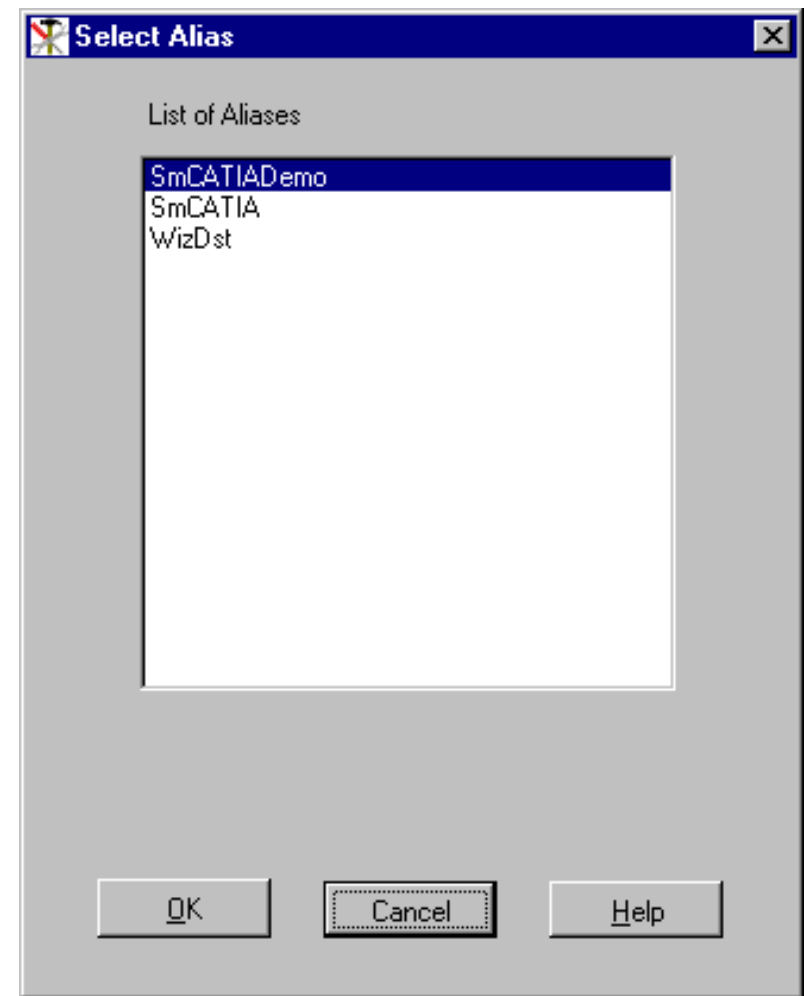 Select Alias
List of Aliases
SmCATIADemo
SmCATIA
WizDst
OK Cancel Help